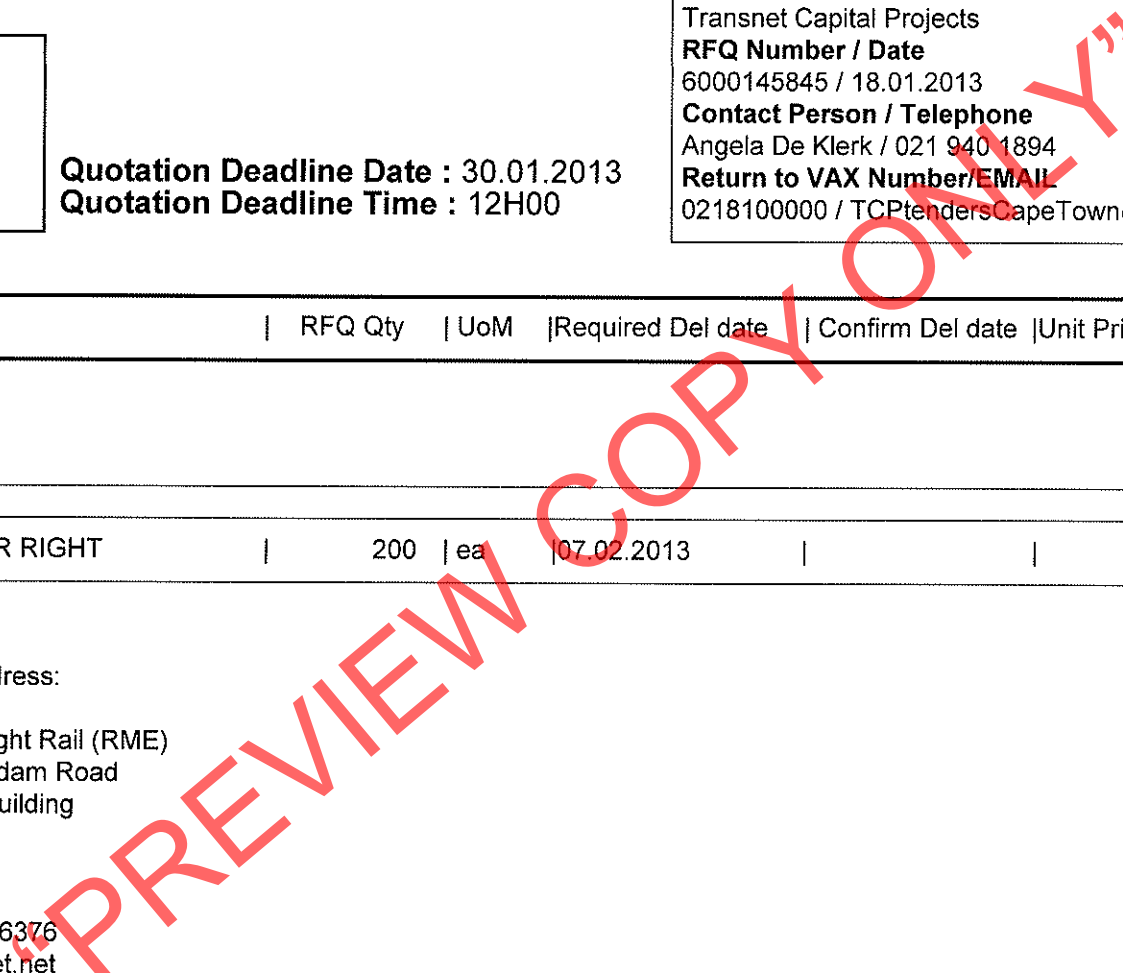 Transnet Capital Projects
RFQ Number / Date
6000145845 / 18.01.2013
Contact Person / Telephone
Angela De Klerk / 021 940 1894
Return to VAX Number/EMAIL
0218100000 / TCPtendersCapeTown
Quotation Deadline Date : 30.01.2013
Quotation Deadline Time : 12H00
| RFQ Qty | UoM |Required Del date | Confirm Del date |Unit Pri
R RIGHT | 200 | ea |07.02.2013 | |
ress:
ght Rail (RME)
dam Road
uilding
6376
et.net
“PREVIEW COPY ONLY”